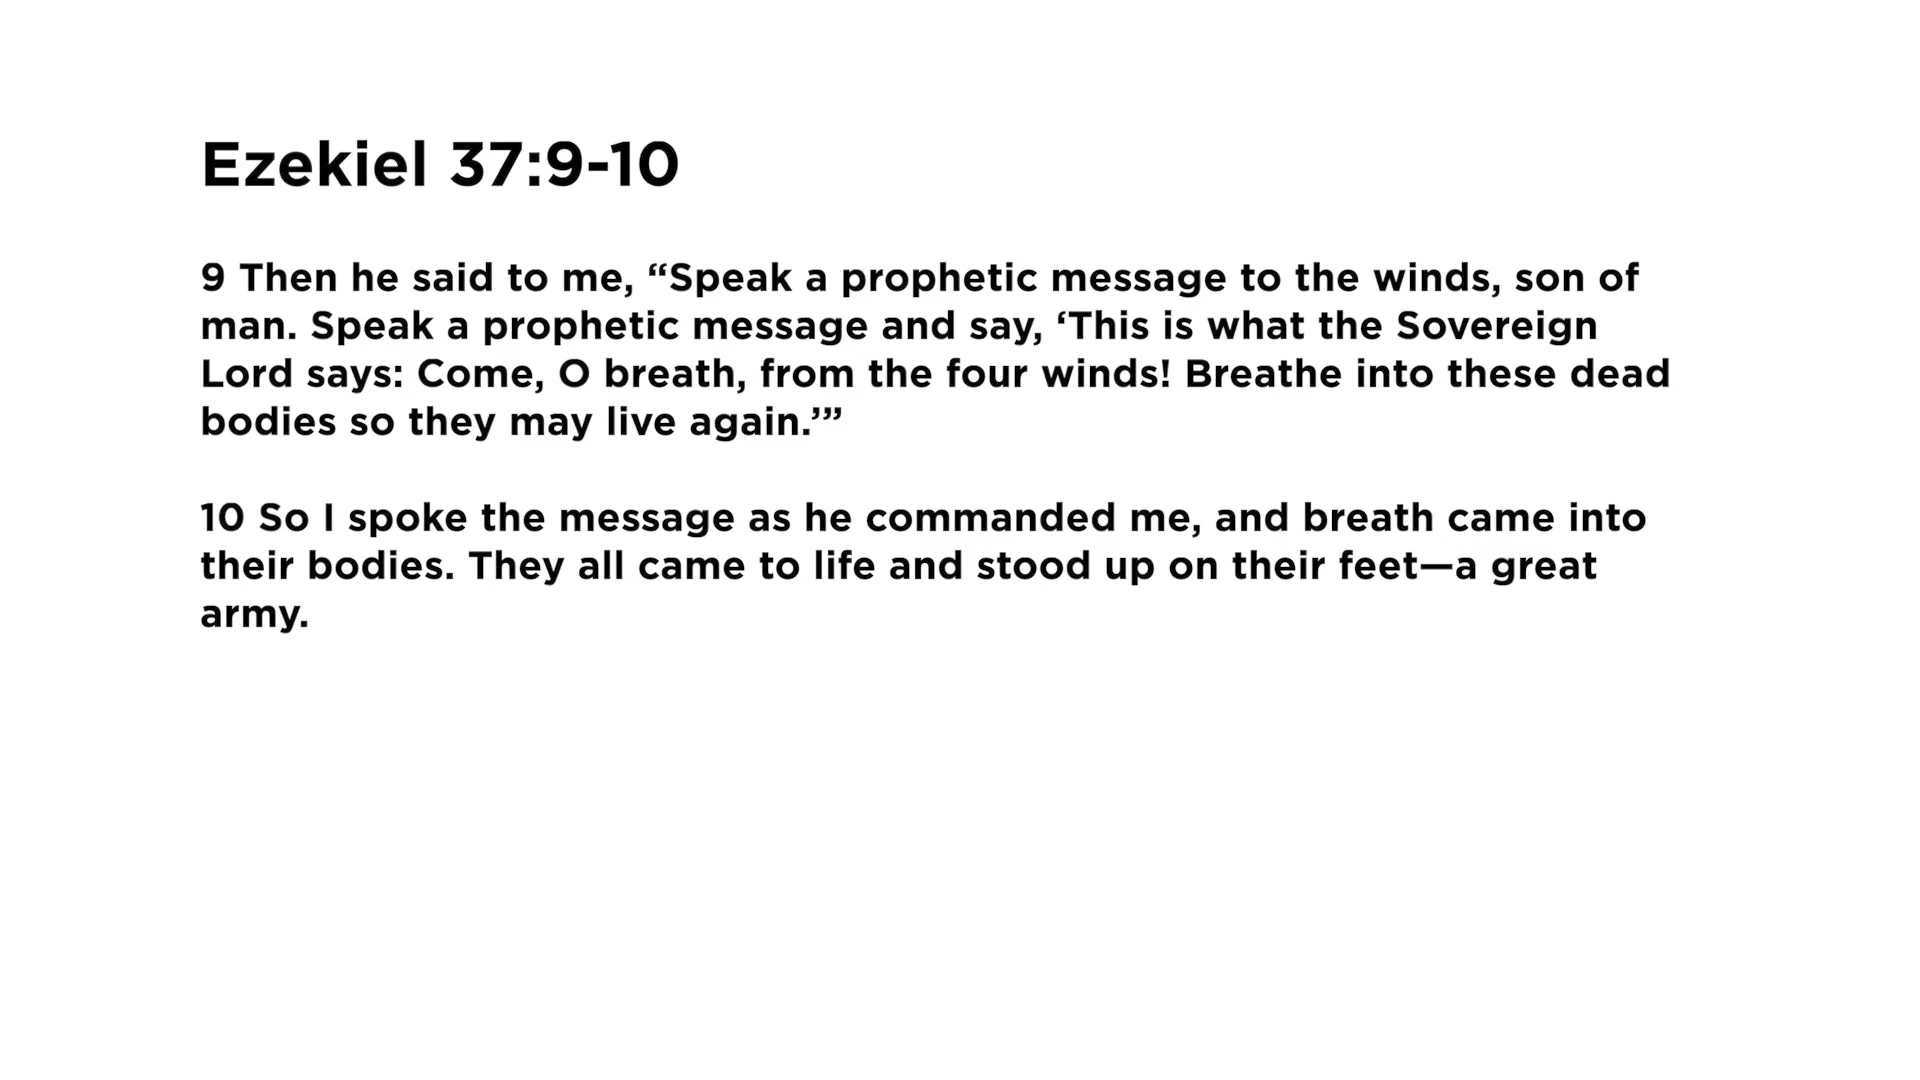 Ezekiel 37:9-10
9 Then he said to me, “Speak a prophetic message to the winds, son of
man. Speak a prophetic message and say, ‘This is what the Sovereign
Lord says: Come, O breath, from the four winds! Breathe into these dead
bodies so they may live again.’”
10 So I spoke the message as he commanded me, and breath came into
their bodies. They all came to life and stood up on their feet—a great
army.